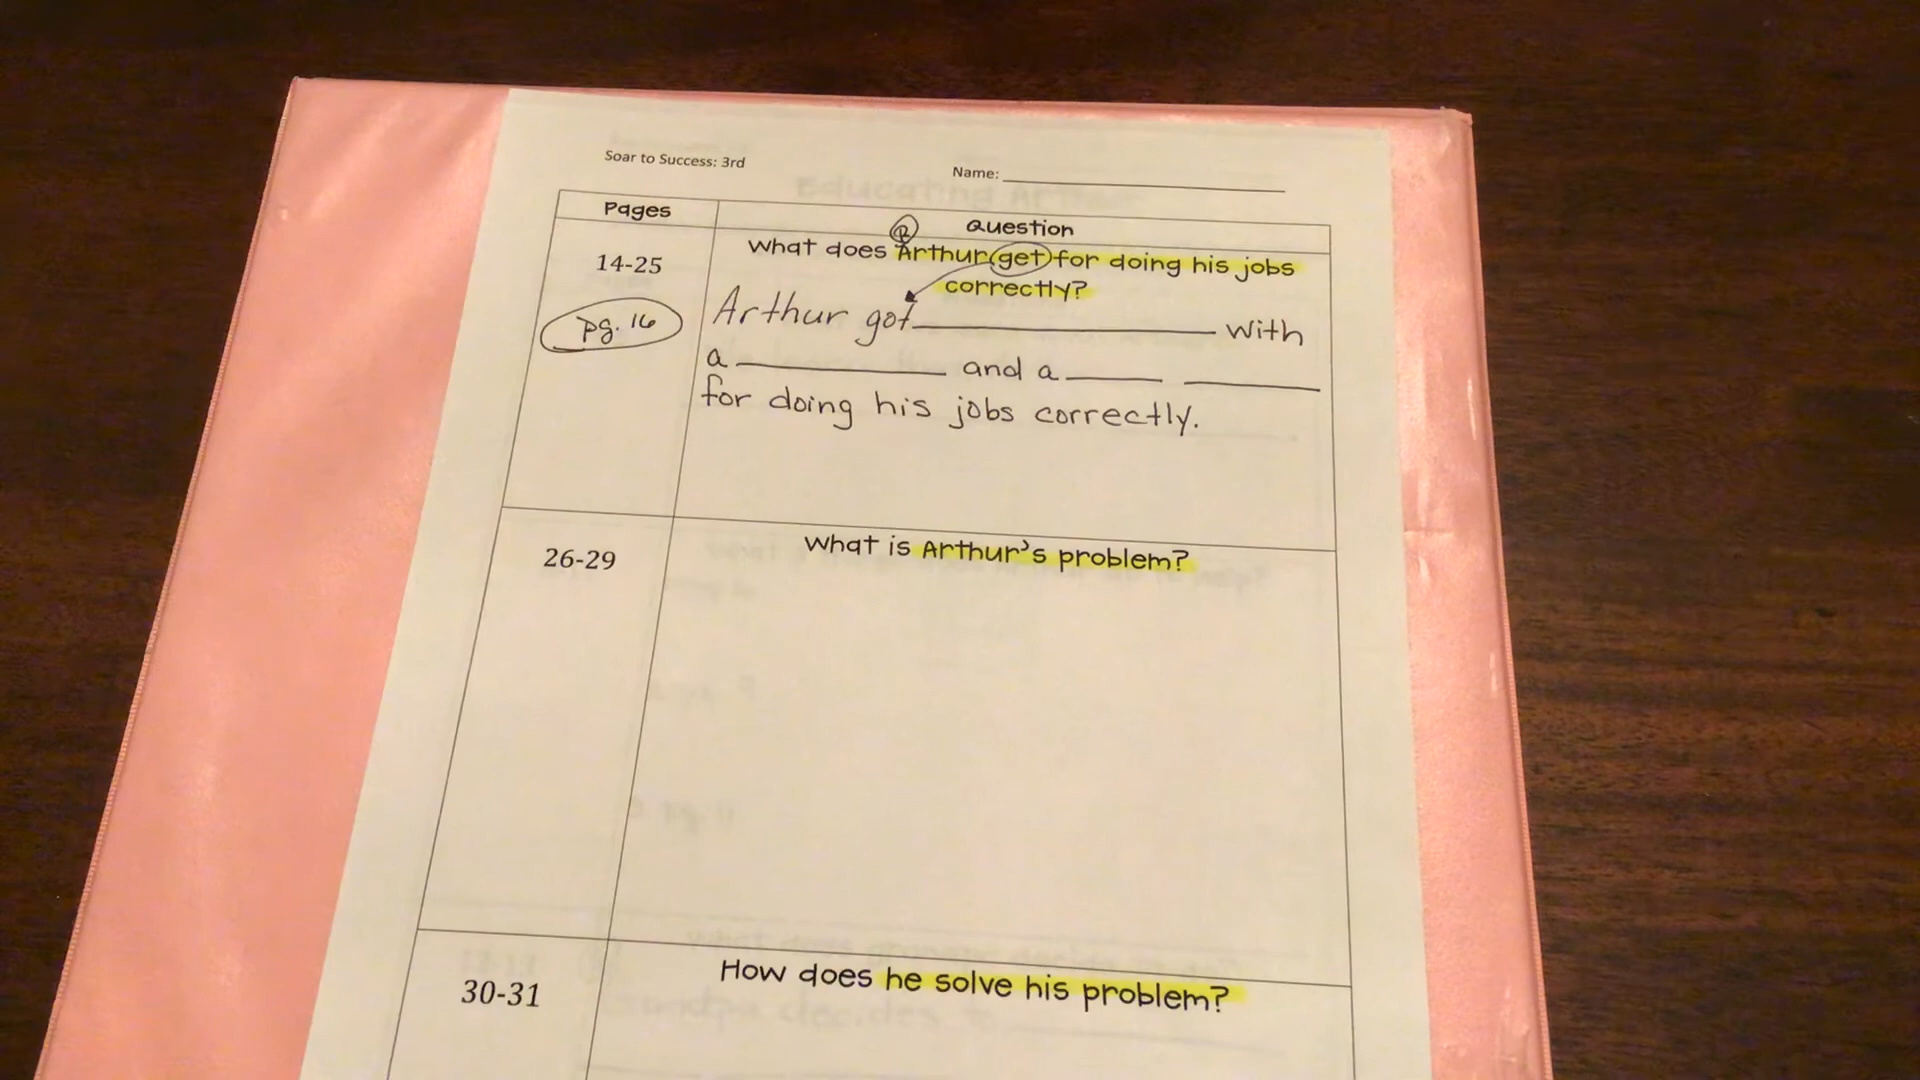 Soar to Success: 3rd
Name:
Pages
Question
14-25
What does Arthur get for doing his jobs
correctly?
pg. 16
Arthur got with
a and a
for doing his jobs correctly.
26-29
What is Arthur's problem?
30-31
How does he solve his problem?